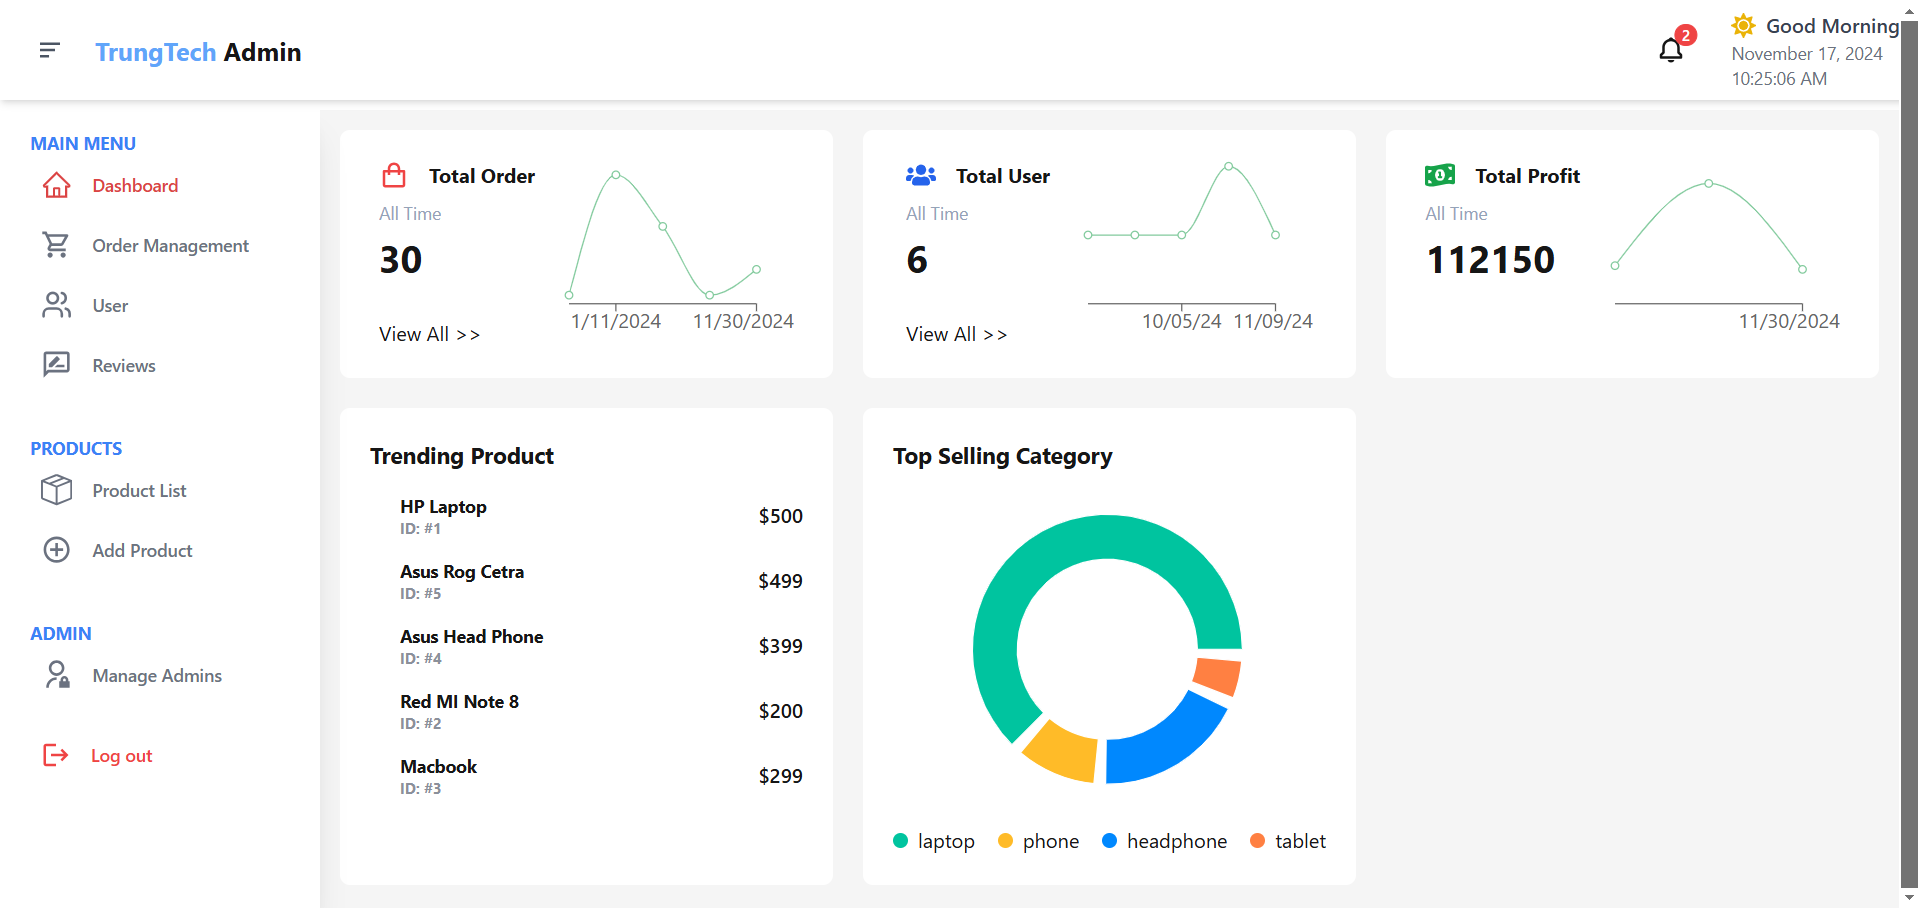 TrungTech Admin
2
Good Morning
November 17, 2024
10:25:06 AM
MAIN MENU
Dashboard
Order Management
User
Reviews
PRODUCTS
Product List
Add Product
ADMIN
Manage Admins
Log out
Total Order
All Time
30
View All >>
1/11/2024 11/30/2024
Total User
All Time
6
View All >>
10/05/24 11/09/24
Total Profit
All Time
112150
11/30/2024
Trending Product
HP Laptop
ID: #1
$500
Asus Rog Cetra
ID: #5
$499
Asus Head Phone
ID: #4
$399
Red MI Note 8
ID: #2
$200
Macbook
ID: #3
$299
Top Selling Category
laptop phone headphone tablet